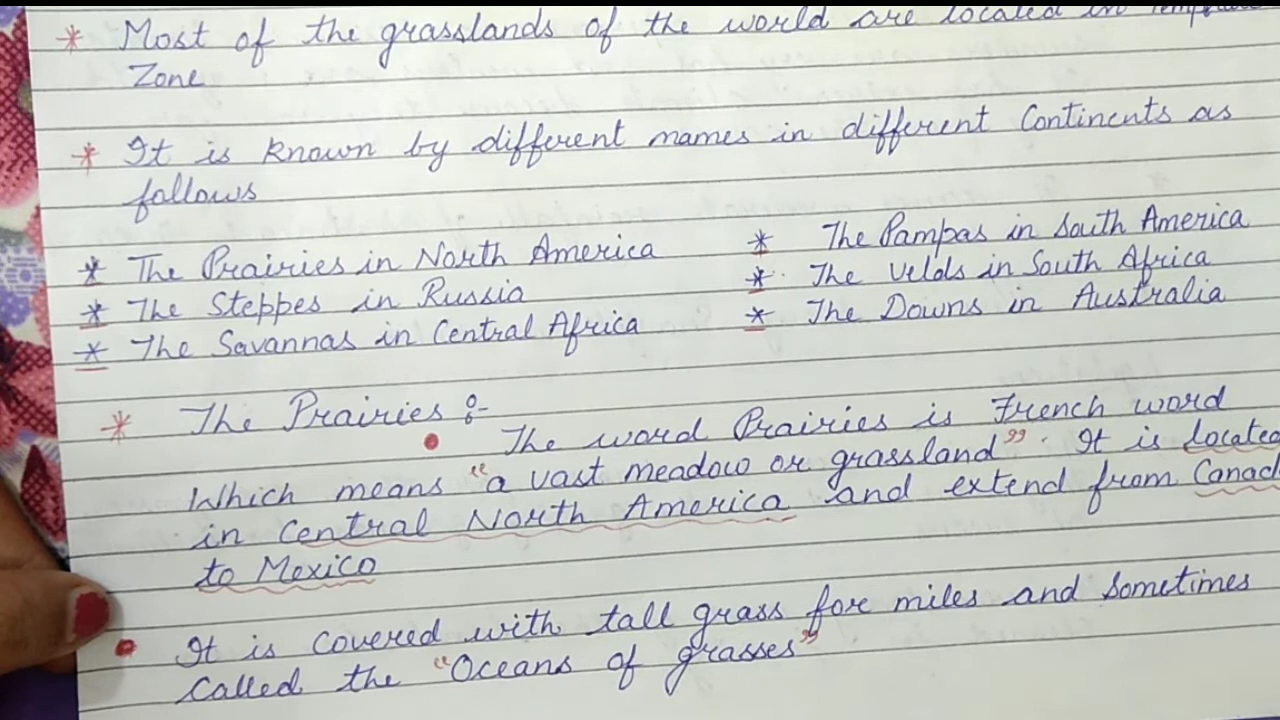 * Most of the grasslands of the world are located in Temperate
Zone
* It is known by different names in different Continents as
follows
* The Prairies in North America
* The Steppes in Russia
* The Savannas in Central Africa
* The Pampas in South America
* The Velds in South Africa
* The Downs in Australia
* The Prairies :-
The word Prairies is French word
Which means "a vast meadow or grassland". It is located
in Central North America and extend from Canad
to Mexico
• It is covered with tall grass for miles and sometimes
called the "Oceans of grasses"